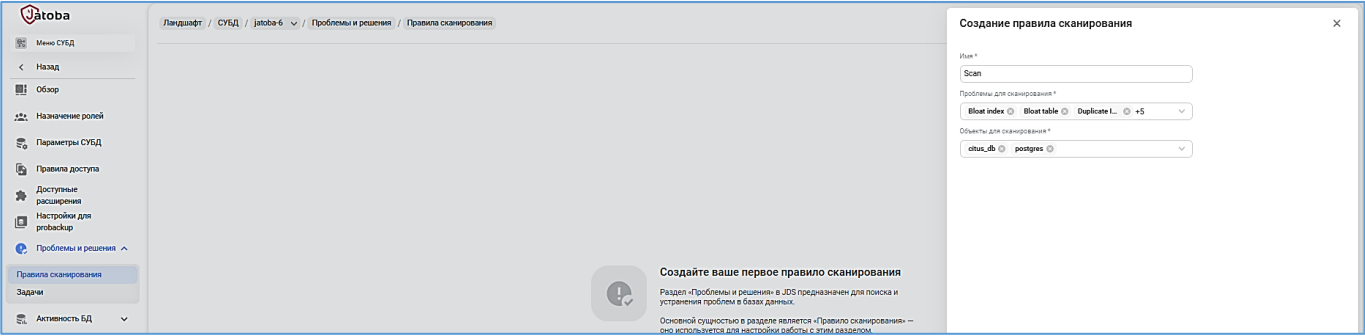 Jatoba
Меню СУБД
Назад
Обзор
Назначение ролей
Параметры СУБД
Правила доступа
Доступные
расширения
Настройки для
probackup
Проблемы и решения
Правила сканирования
Задачи
Активность БД
Ландшафт / СУБД / jatoba-6 / Проблемы и решения / Правила сканирования
Создайте ваше первое правило сканирования
Раздел «Проблемы и решения» в JDS предназначен для поиска и
устранения проблем в базах данных.
Основной сущностью в разделе является «Правило сканирования» —
оно используется для настройки работы с этим разделом.
Создание правила сканирования
Имя *
Scan
Проблемы для сканирования *
Bloat index Bloat table Duplicate I... +5
Объекты для сканирования *
citus_db postgres